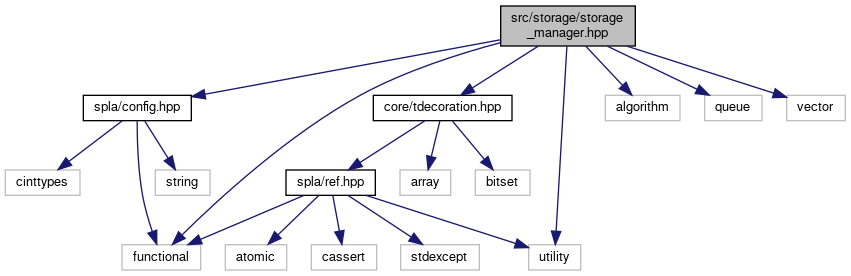 src/storage/storage
_manager.hpp
spla/config.hpp
core/tdecoration.hpp
algorithm
queue
vector
cinttypes
string
spla/ref.hpp
array
bitset
functional
atomic
cassert
stdexcept
utility